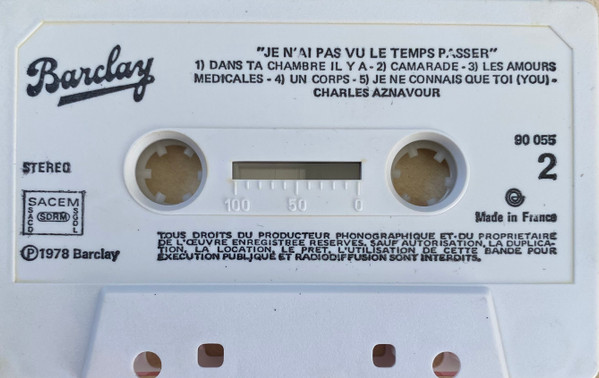 Barclay
"JE N'AI PAS VU LE TEMPS PASSER"
1) DANS TA CHAMBRE IL Y A - 2) CAMARADE - 3) LES AMOURS
MEDICALES - 4) UN CORPS - 5) JE NE CONNAIS QUE TOI (YOU) -
CHARLES AZNAVOUR
STEREO
90 055
2
100 50 0
SACEM
SACD SDRM SGDL
Made in France
℗ 1978 Barclay
TOUS DROITS DU PRODUCTEUR PHONOGRAPHIQUE ET DU PROPRIETAIRE
DE L'ŒUVRE ENREGISTREE RESERVES. SAUF AUTORISATION, LA DUPLICA-
TION, LA LOCATION, LE PRET, L'UTILISATION DE CETTE BANDE POUR
EXECUTION PUBLIQUE ET RADIODIFFUSION SONT INTERDITS.